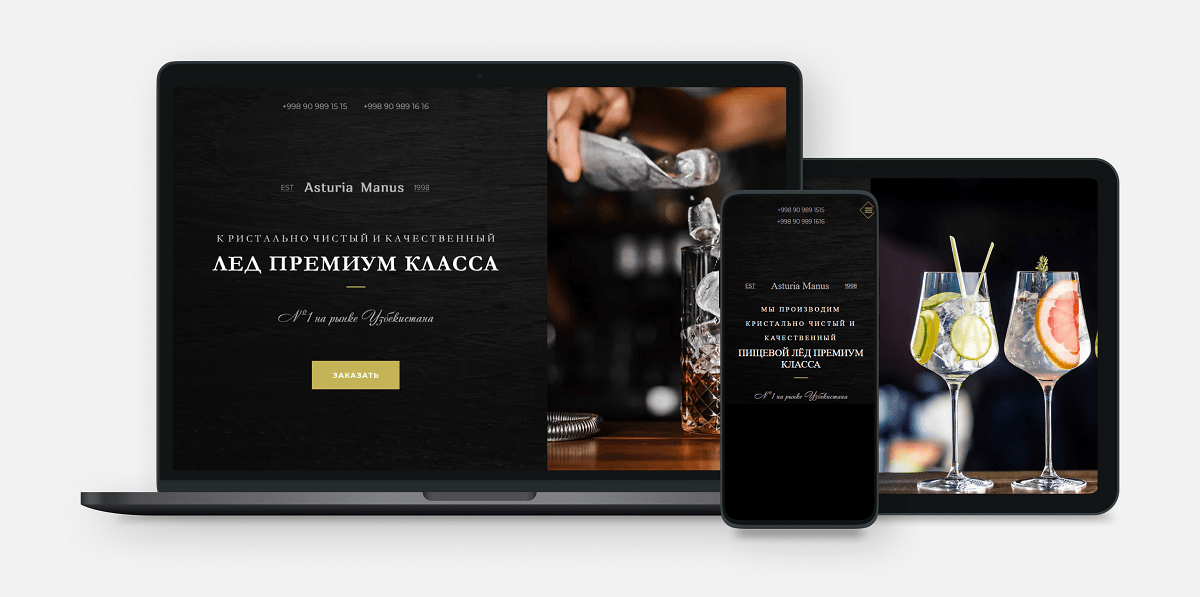 +998 90 989 15 15 +998 90 989 16 16
EST Asturia Manus 1998
КРИСТАЛЬНО ЧИСТЫЙ И КАЧЕСТВЕННЫЙ
ЛЕД ПРЕМИУМ КЛАССА
№1 на рынке Узбекистана
ЗАКАЗАТЬ
+998 90 989 1515
+998 90 989 1616
EST Asturia Manus 1998
МЫ ПРОИЗВОДИМ
КРИСТАЛЬНО ЧИСТЫЙ И
КАЧЕСТВЕННЫЙ
ПИЩЕВОЙ ЛЁД ПРЕМИУМ
КЛАССА
№1 на рынке Узбекистана